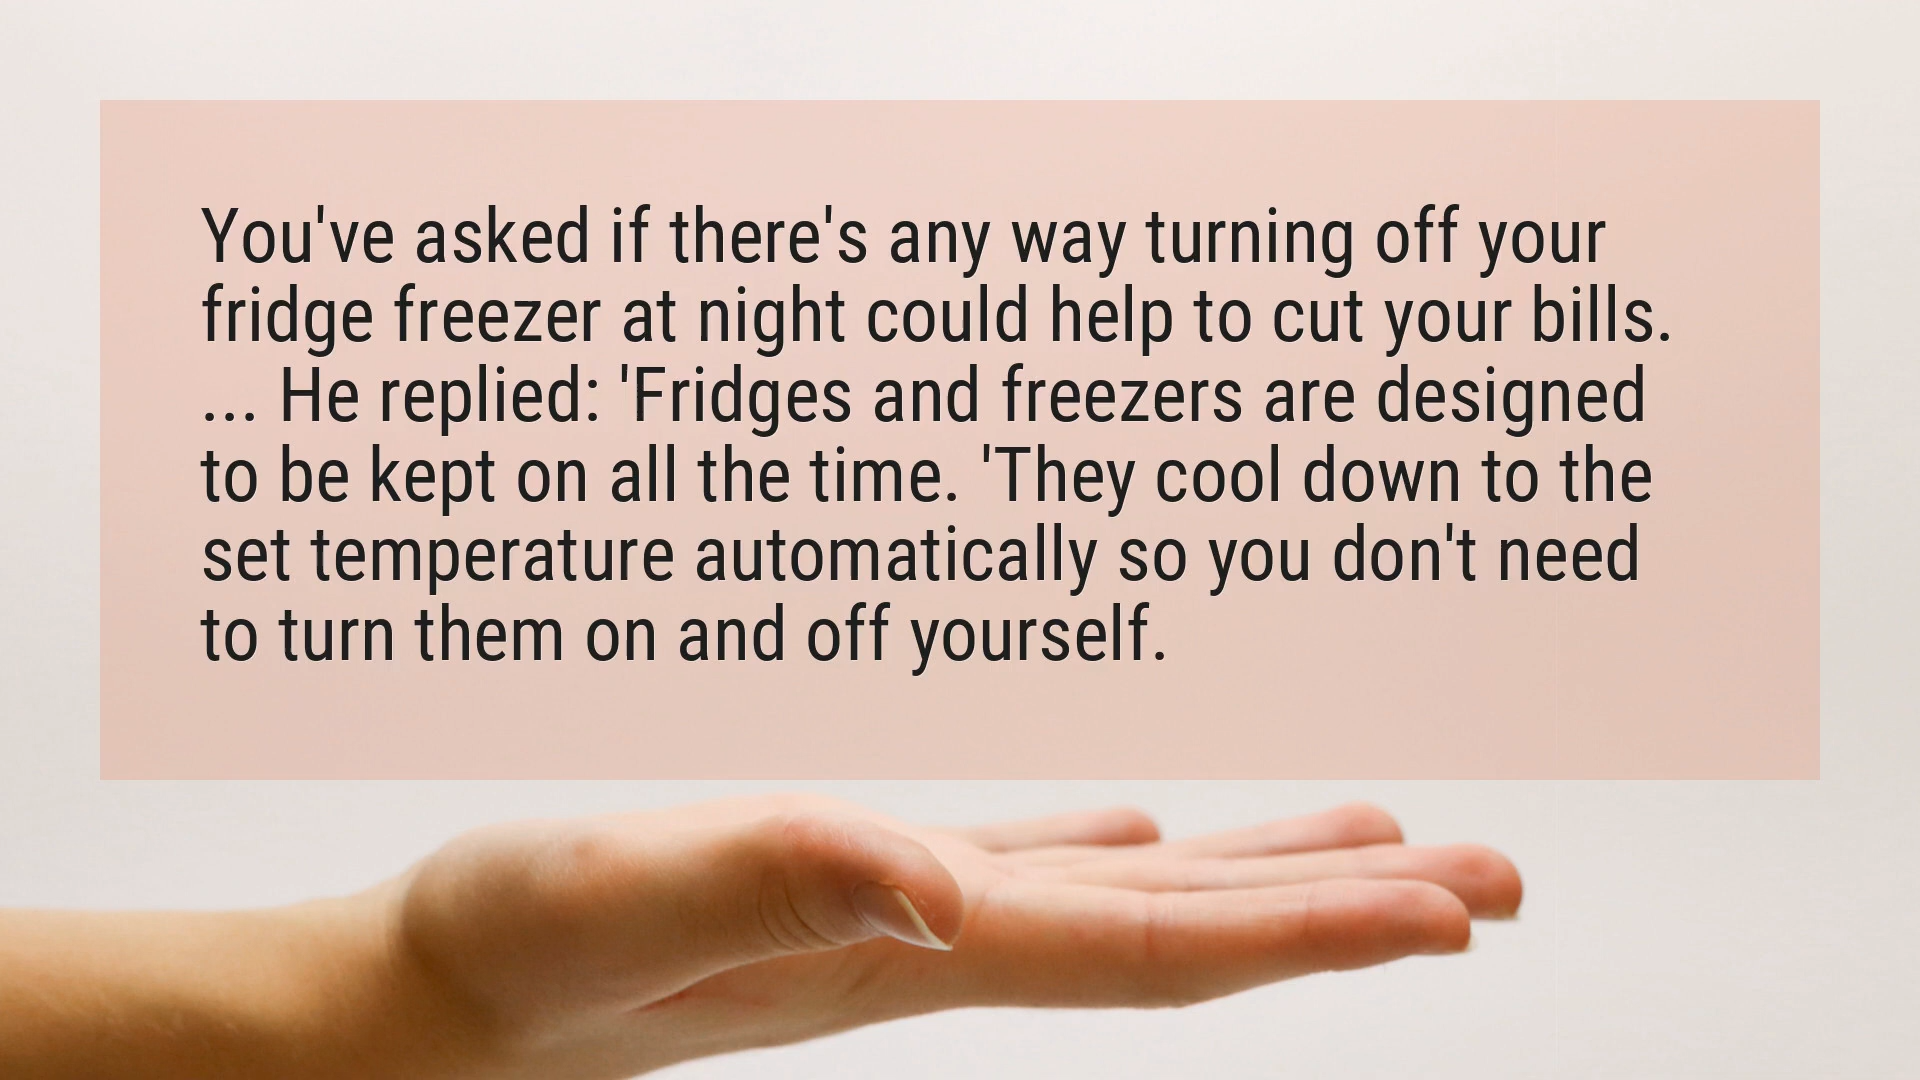 You've asked if there's any way turning off your
fridge freezer at night could help to cut your bills.
... He replied: 'Fridges and freezers are designed
to be kept on all the time. 'They cool down to the
set temperature automatically so you don't need
to turn them on and off yourself.